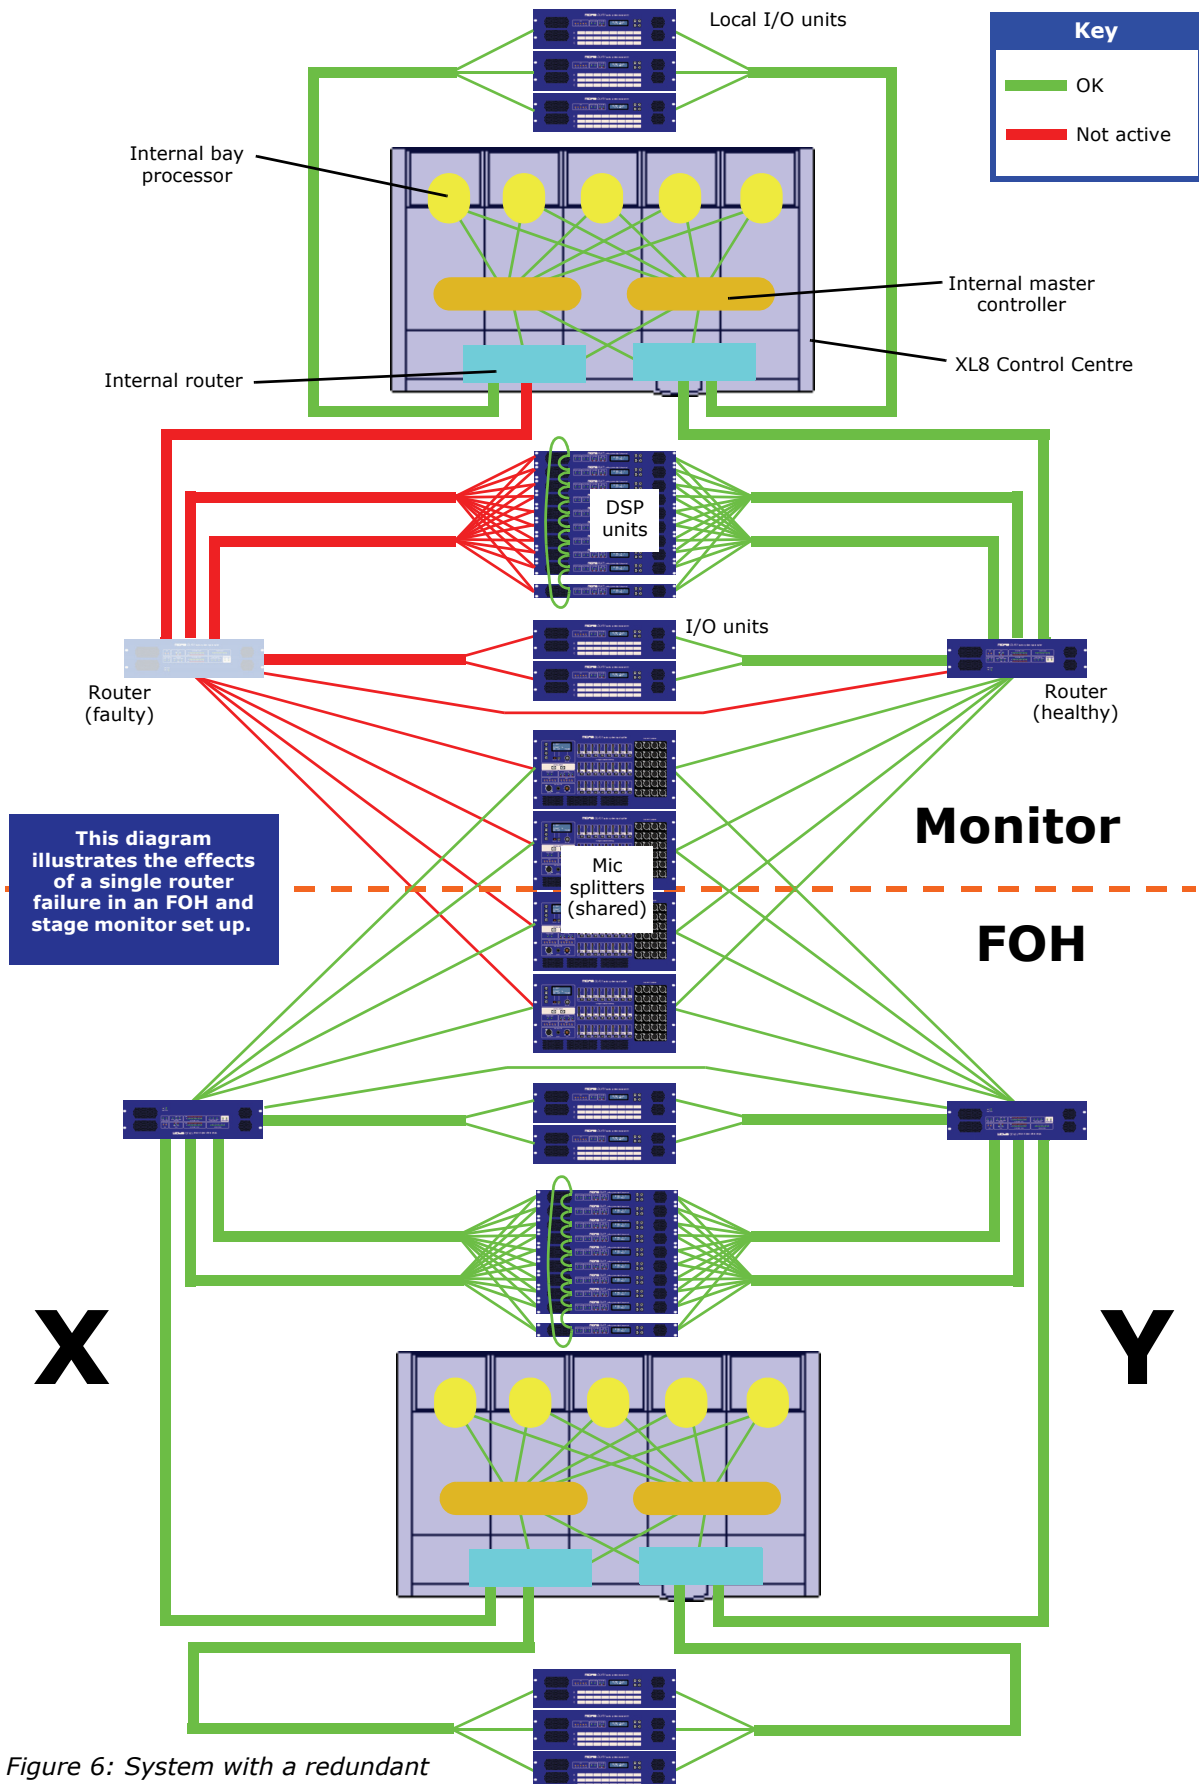 Local I/O units
Key
OK
Not active
Internal bay
processor
Internal master
controller
XL8 Control Centre
Internal router
DSP
units
I/O units
Router
(faulty)
Router
(healthy)
Monitor
This diagram
illustrates the effects
of a single router
failure in an FOH and
stage monitor set up.
Mic
splitters
(shared)
FOH
X
Y
Figure 6: System with a redundant